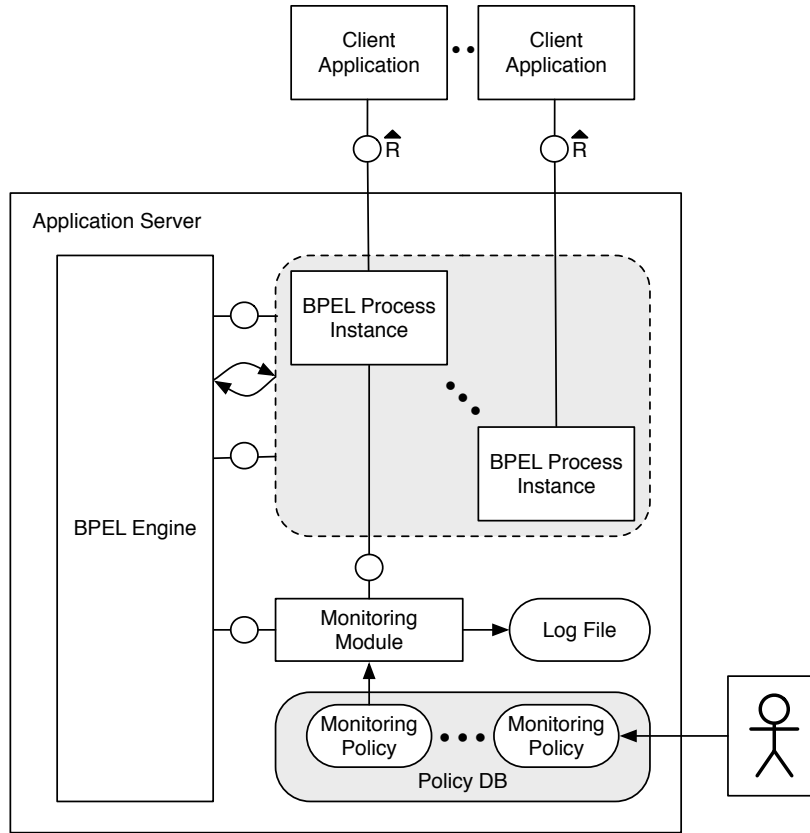 Client
Application
Client
Application
R
R
Application Server
BPEL Process
Instance
BPEL Process
Instance
BPEL Engine
Monitoring
Module
Log File
Monitoring
Policy
Monitoring
Policy
Policy DB